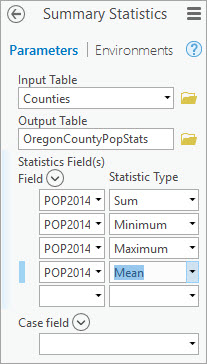 Summary Statistics
Parameters Environments ?
Input Table
Counties
Output Table
OregonCountyPopStats
Statistics Field(s)
Field Statistic Type
POP2014 Sum
POP2014 Minimum
POP2014 Maximum
POP2014 Mean
Case field